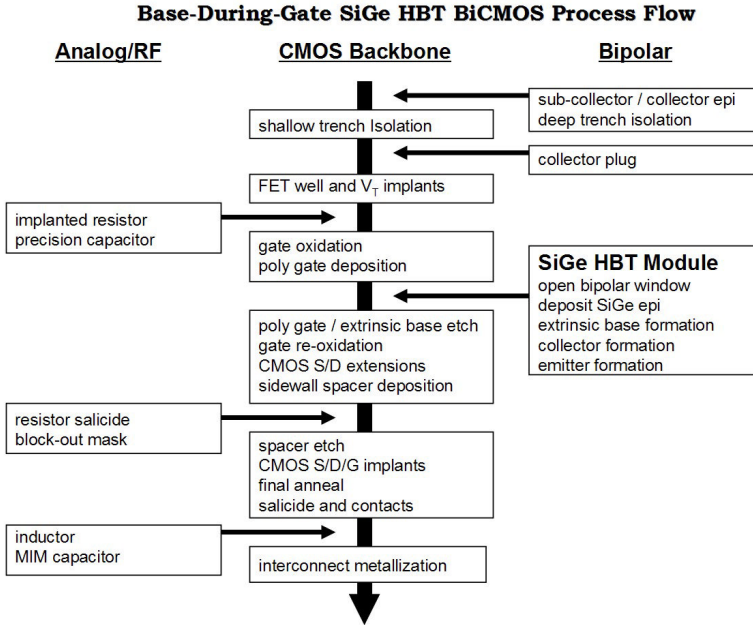 Base-During-Gate SiGe HBT BiCMOS Process Flow
Analog/RF
CMOS Backbone
Bipolar
sub-collector / collector epi
deep trench isolation
shallow trench Isolation
collector plug
FET well and VT implants
implanted resistor
precision capacitor
gate oxidation
poly gate deposition
SiGe HBT Module
open bipolar window
deposit SiGe epi
extrinsic base formation
collector formation
emitter formation
poly gate / extrinsic base etch
gate re-oxidation
CMOS S/D extensions
sidewall spacer deposition
resistor salicide
block-out mask
spacer etch
CMOS S/D/G implants
final anneal
salicide and contacts
inductor
MIM capacitor
interconnect metallization